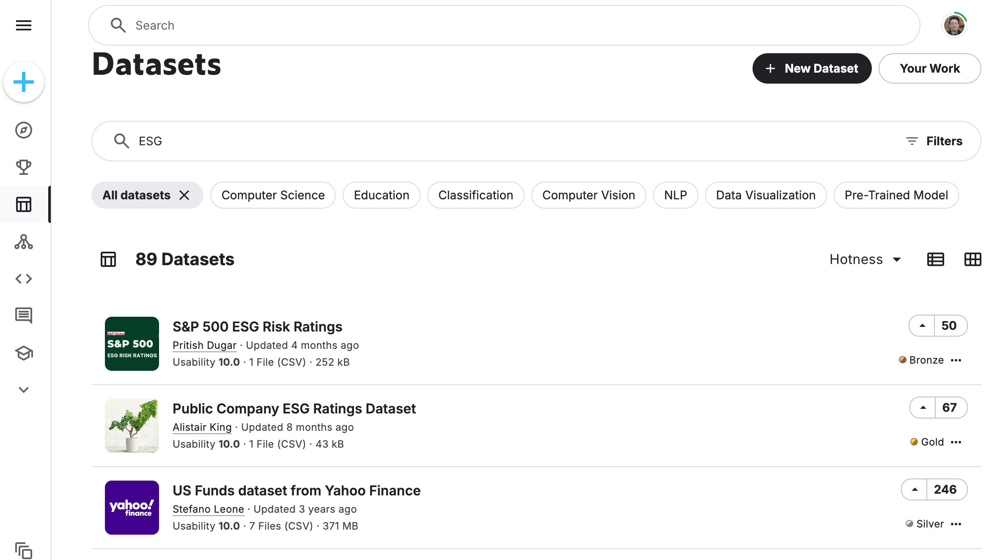 Search
Datasets
New Dataset
Your Work
ESG
Filters
All datasets
Computer Science
Education
Classification
Computer Vision
NLP
Data Visualization
Pre-Trained Model
89 Datasets
Hotness
S&P Global
S&P 500
ESG RISK RATINGS
S&P 500 ESG Risk Ratings
Pritish Dugar · Updated 4 months ago
Usability 10.0 · 1 File (CSV) · 252 kB
50
Bronze
Public Company ESG Ratings Dataset
Alistair King · Updated 8 months ago
Usability 10.0 · 1 File (CSV) · 43 kB
67
Gold
yahoo!
finance
US Funds dataset from Yahoo Finance
Stefano Leone · Updated 3 years ago
Usability 10.0 · 7 Files (CSV) · 371 MB
246
Silver